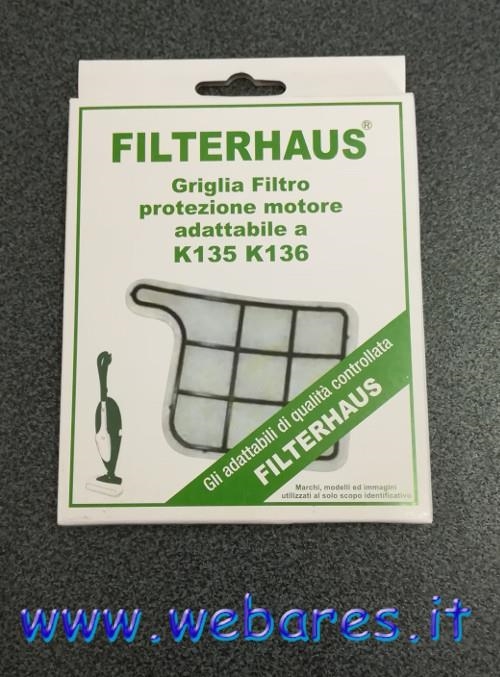 FILTERHAUS®
Griglia Filtro
protezione motore
adattabile a
K135 K136
Gli adattabili di qualità controllata
FILTERHAUS
Marchi, modelli ed immagini
utilizzati al solo scopo identificativo
www.webares.it